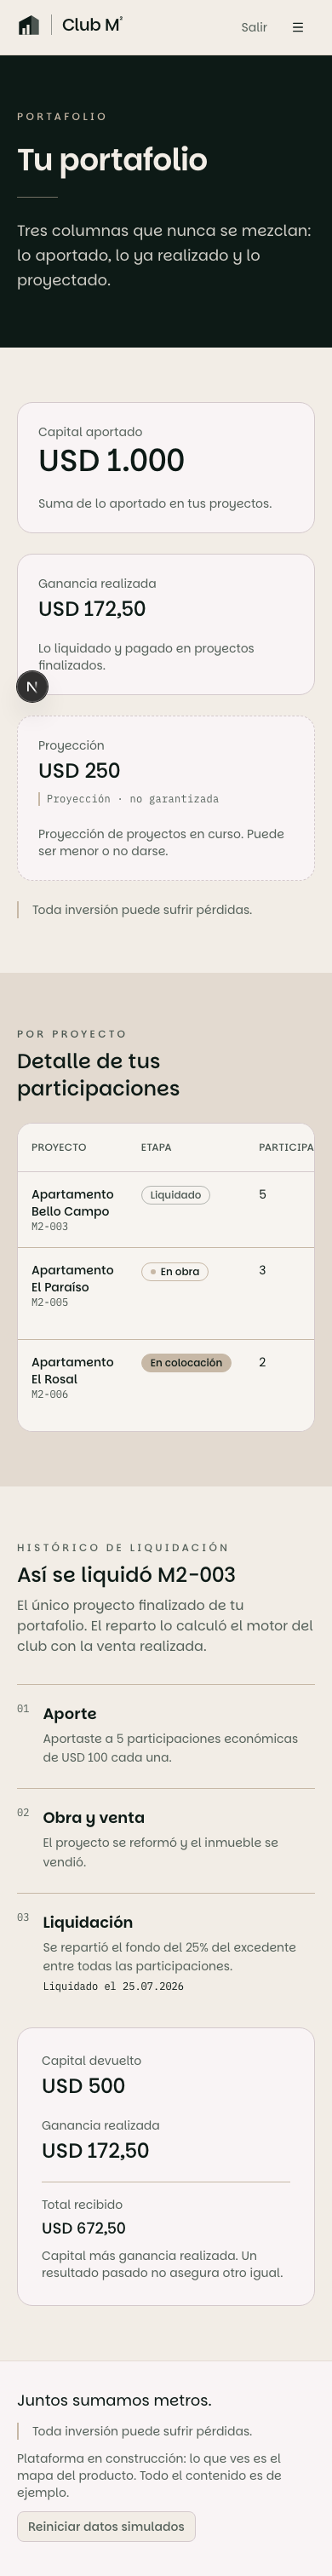 Club M²
Salir
PORTAFOLIO
Tu portafolio
Tres columnas que nunca se mezclan:
lo aportado, lo ya realizado y lo
proyectado.
Capital aportado
USD 1.000
Suma de lo aportado en tus proyectos.
Ganancia realizada
USD 172,50
Lo liquidado y pagado en proyectos
finalizados.
N
Proyección
USD 250
Proyección · no garantizada
Proyección de proyectos en curso. Puede
ser menor o no darse.
Toda inversión puede sufrir pérdidas.
POR PROYECTO
Detalle de tus
participaciones
PROYECTO ETAPA PARTICIPA
Apartamento Liquidado 5
Bello Campo
M2-003
Apartamento En obra 3
El Paraíso
M2-005
Apartamento En colocación 2
El Rosal
M2-006
HISTÓRICO DE LIQUIDACIÓN
Así se liquidó M2-003
El único proyecto finalizado de tu
portafolio. El reparto lo calculó el motor del
club con la venta realizada.
01 Aporte
Aportaste a 5 participaciones económicas
de USD 100 cada una.
02 Obra y venta
El proyecto se reformó y el inmueble se
vendió.
03 Liquidación
Se repartió el fondo del 25% del excedente
entre todas las participaciones.
Liquidado el 25.07.2026
Capital devuelto
USD 500
Ganancia realizada
USD 172,50
Total recibido
USD 672,50
Capital más ganancia realizada. Un
resultado pasado no asegura otro igual.
Juntos sumamos metros.
Toda inversión puede sufrir pérdidas.
Plataforma en construcción: lo que ves es el
mapa del producto. Todo el contenido es de
ejemplo.
Reiniciar datos simulados